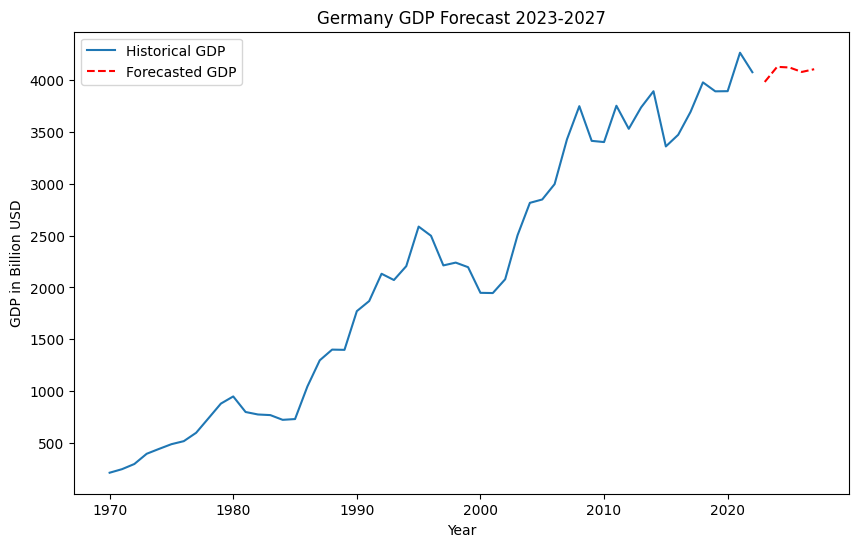 Germany GDP Forecast 2023-2027
Historical GDP
Forecasted GDP
GDP in Billion USD
4000
3500
3000
2500
2000
1500
1000
500
1970 1980 1990 2000 2010 2020
Year